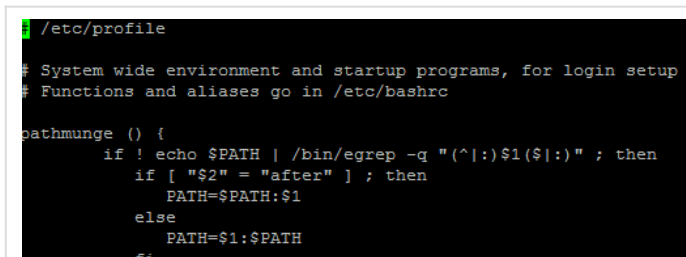 # /etc/profile
# System wide environment and startup programs, for login setup
# Functions and aliases go in /etc/bashrc
pathmunge () {
if ! echo $PATH | /bin/egrep -q "(^|:)$1($|:)" ; then
if [ "$2" = "after" ] ; then
PATH=$PATH:$1
else
PATH=$1:$PATH
fi